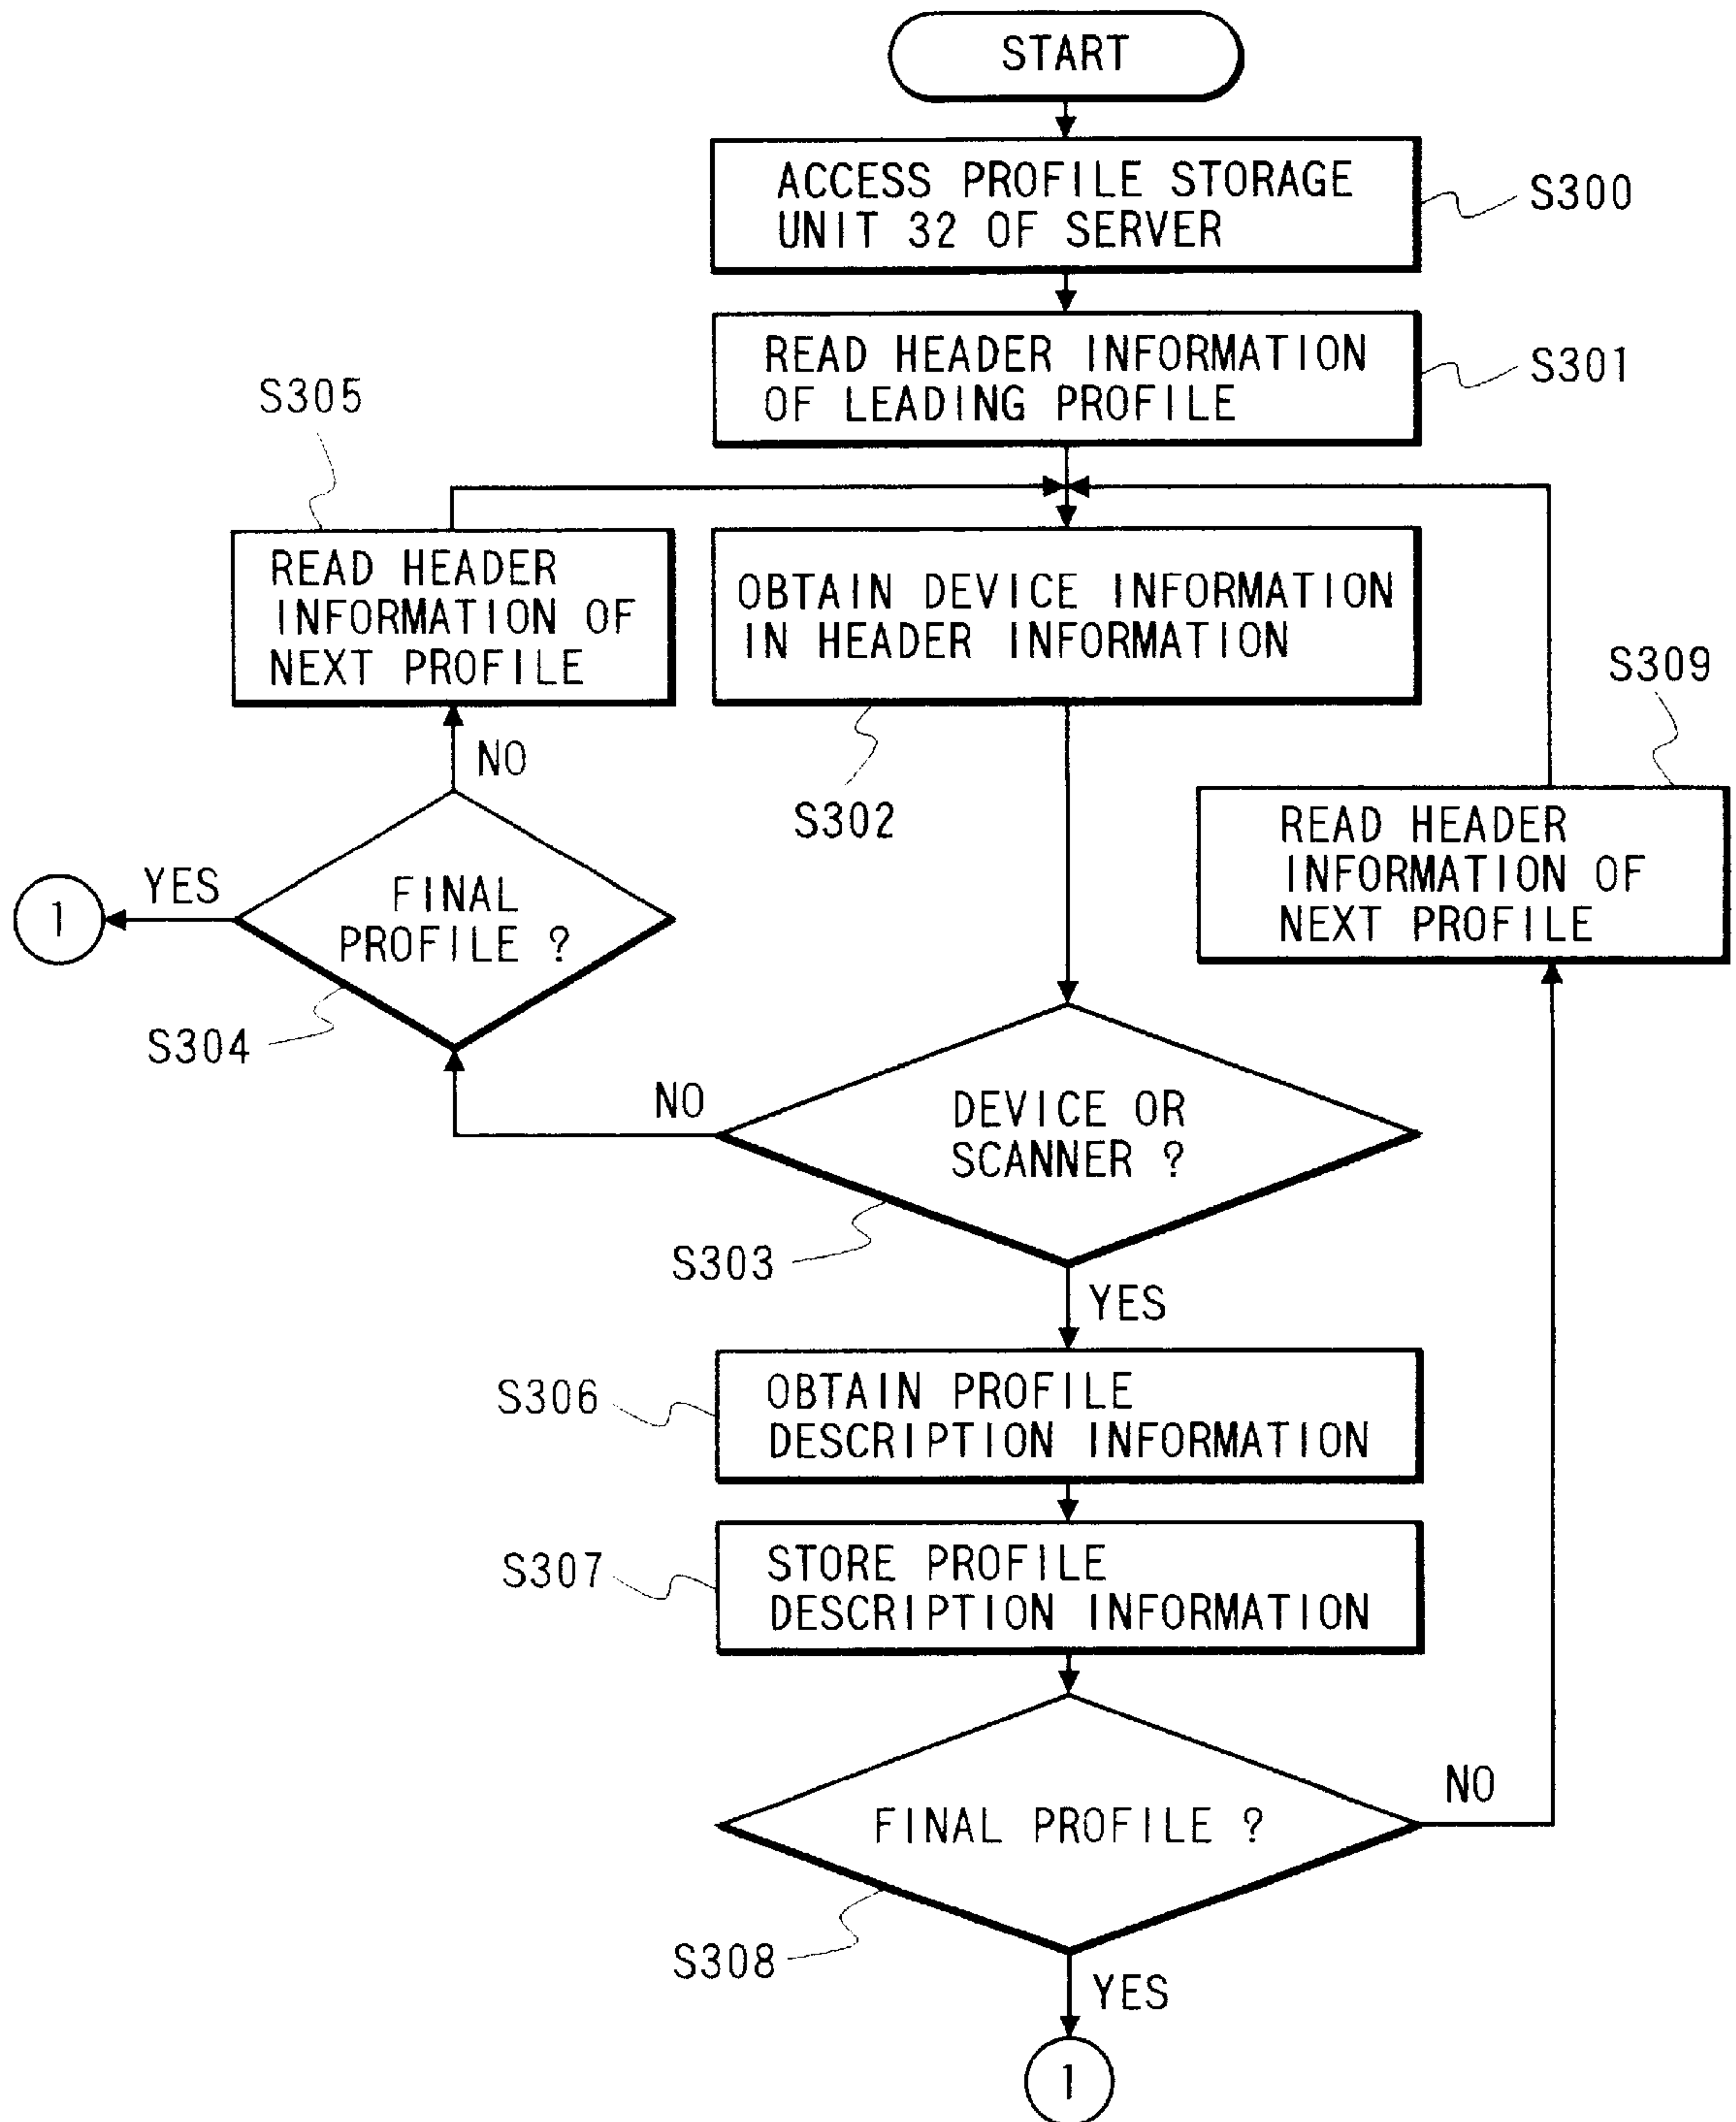 START
ACCESS PROFILE STORAGE
UNIT 32 OF SERVER
S300
READ HEADER INFORMATION
OF LEADING PROFILE
S301
S305
READ HEADER
INFORMATION OF
NEXT PROFILE
OBTAIN DEVICE INFORMATION
IN HEADER INFORMATION
S302
S309
READ HEADER
INFORMATION OF
NEXT PROFILE
NO
YES
1
FINAL
PROFILE ?
S304
NO
DEVICE OR
SCANNER ?
S303
YES
S306
OBTAIN PROFILE
DESCRIPTION INFORMATION
S307
STORE PROFILE
DESCRIPTION INFORMATION
FINAL PROFILE ?
NO
S308
YES
1